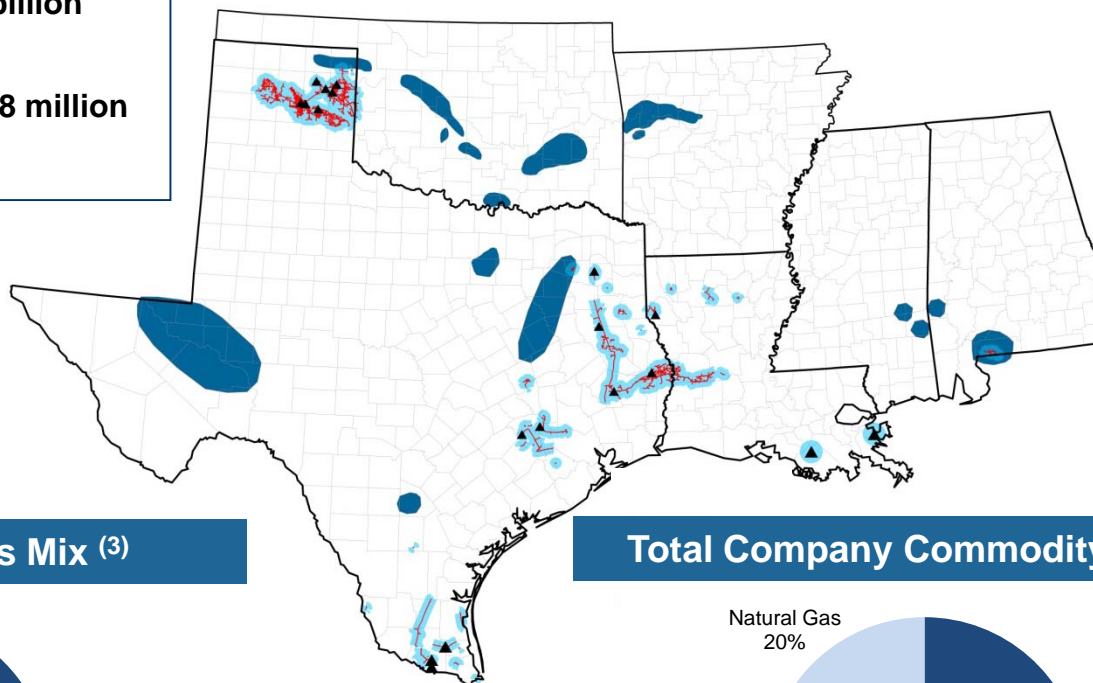 billion
8 million
s Mix (3)
Total Company Commodity
Natural Gas
20%